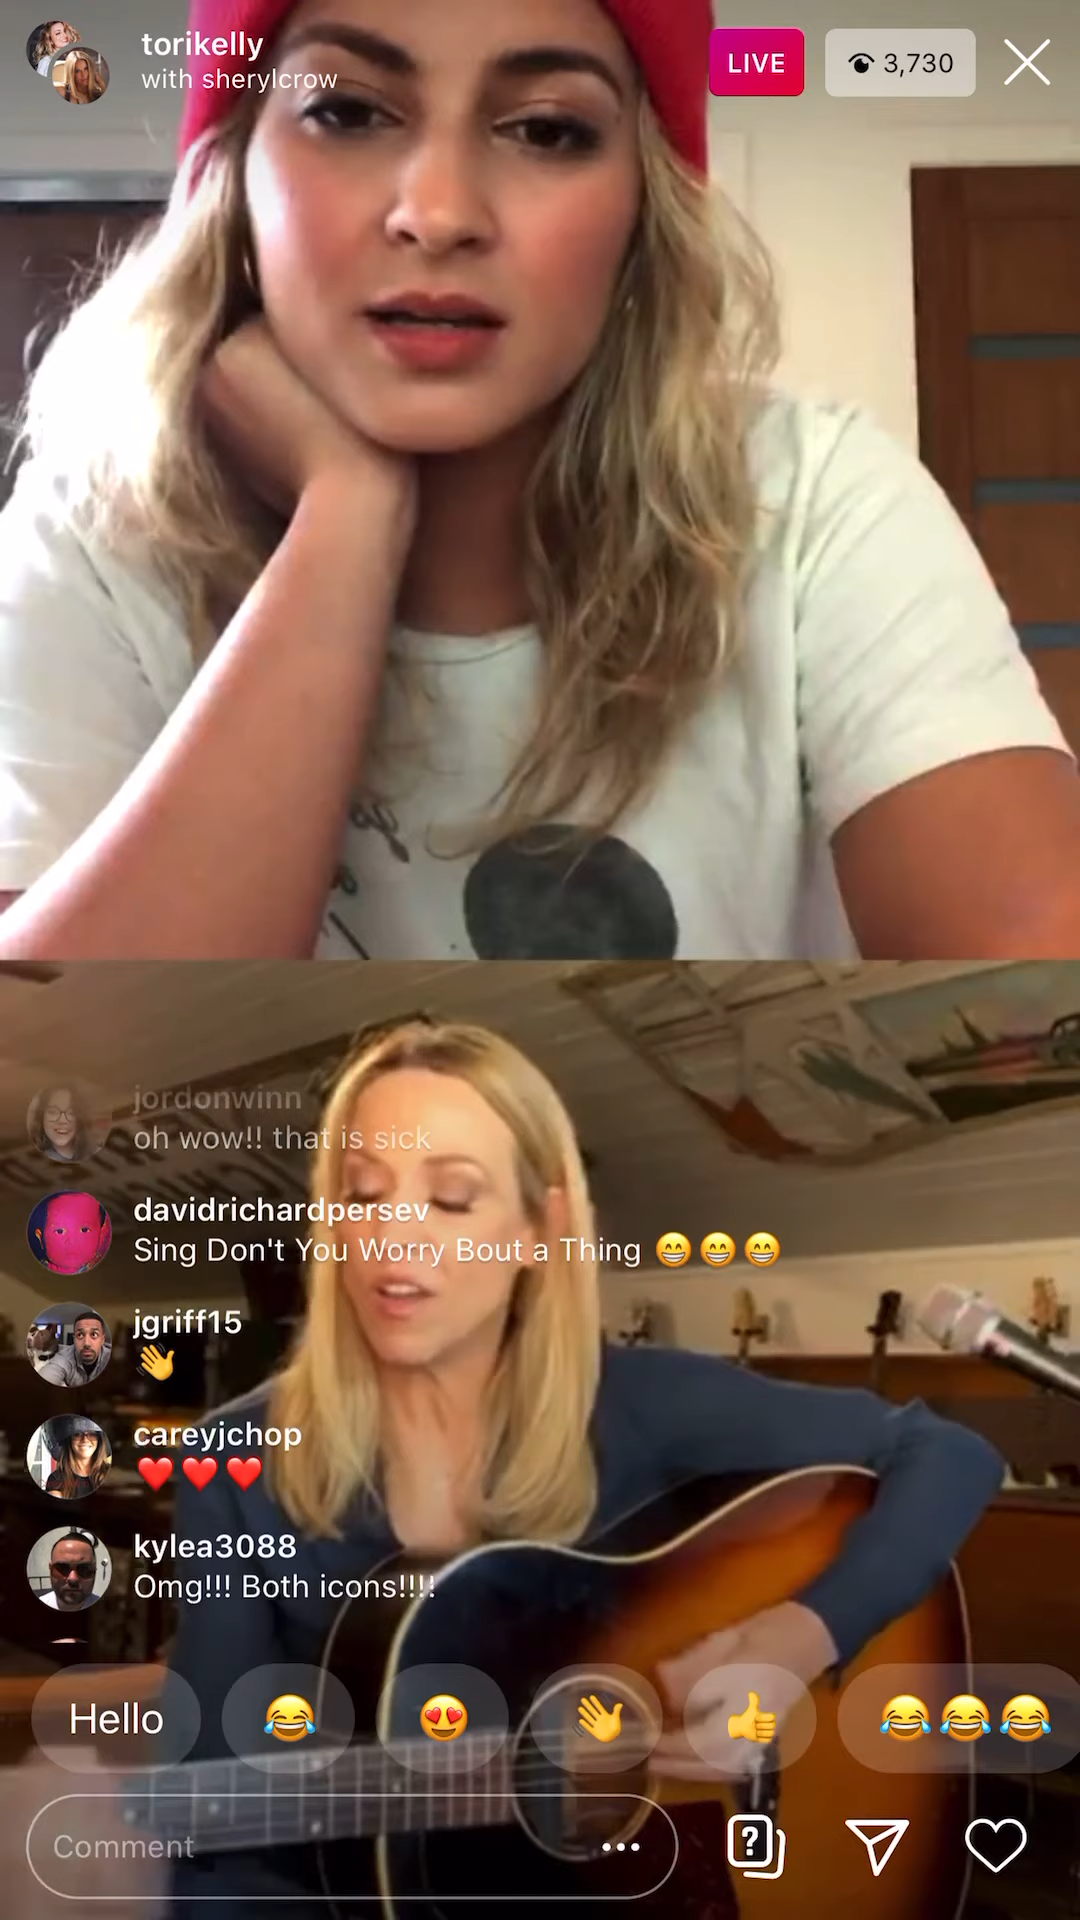 torikelly
with sherylcrow
LIVE
3,730
jordonwinn
oh wow!! that is sick
davidrichardpersev
Sing Don't You Worry Bout a Thing 😁😁😁
jgriff15
👋
careyjchop
❤️❤️❤️
kylea3088
Omg!!! Both icons!!!!
Hello 😂 😍 👋 👍 😂😂😂
Comment